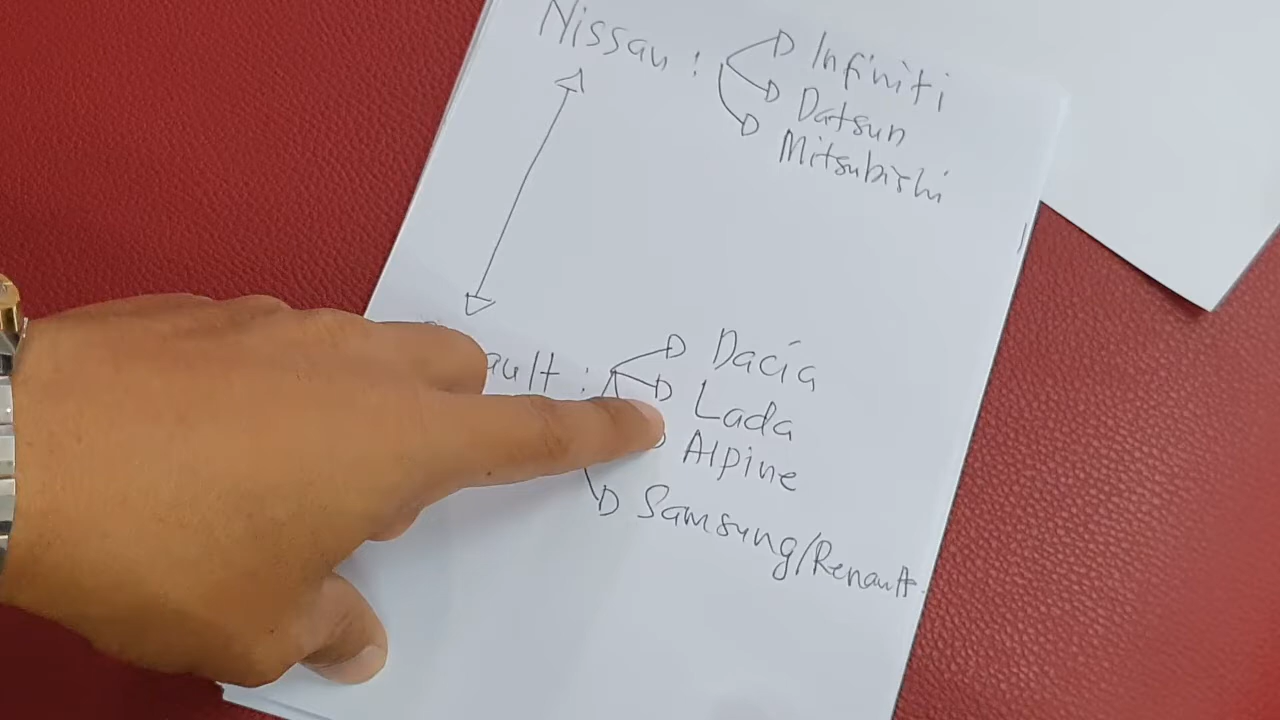 Nissan : Infiniti
Datsun
Mitsubishi
ault : Dacia
Lada
Alpine
Samsung/Renault.